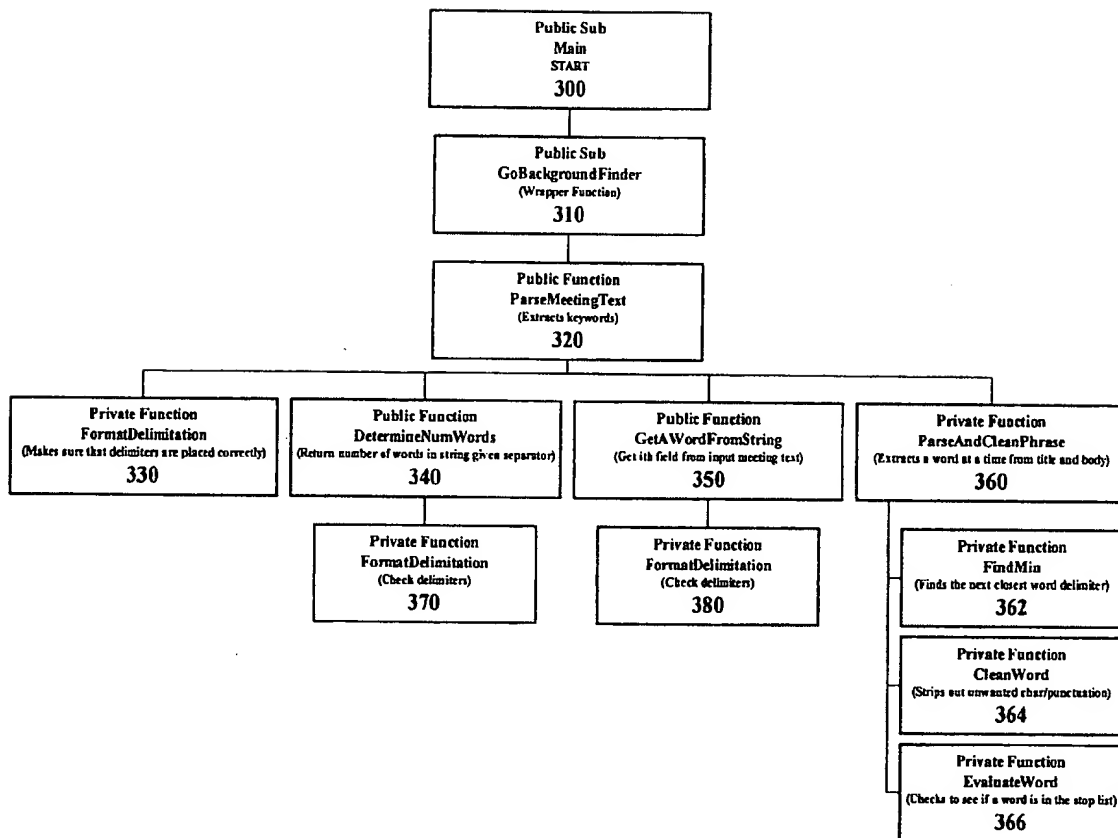 Public Sub
Main
START
300
Public Sub
GoBackgroundFinder
(Wrapper Function)
310
Public Function
ParseMeetingText
(Extracts keywords)
320
Private Function
FormatDelimitation
(Makes sure that delimiters are placed correctly)
330
Public Function
DetermineNumWords
(Return number of words in string given separator)
340
Public Function
GetAWordFromString
(Get ith field from input meeting text)
350
Private Function
ParseAndCleanPhrase
(Extracts a word at a time from title and body)
360
Private Function
FormatDelimitation
(Check delimiters)
370
Private Function
FormatDelimitation
(Check delimiters)
380
Private Function
FindMin
(Finds the next closest word delimiter)
362
Private Function
CleanWord
(Strips out unwanted char/punctuation)
364
Private Function
EvaluateWord
(Checks to see if a word is in the stop list)
366